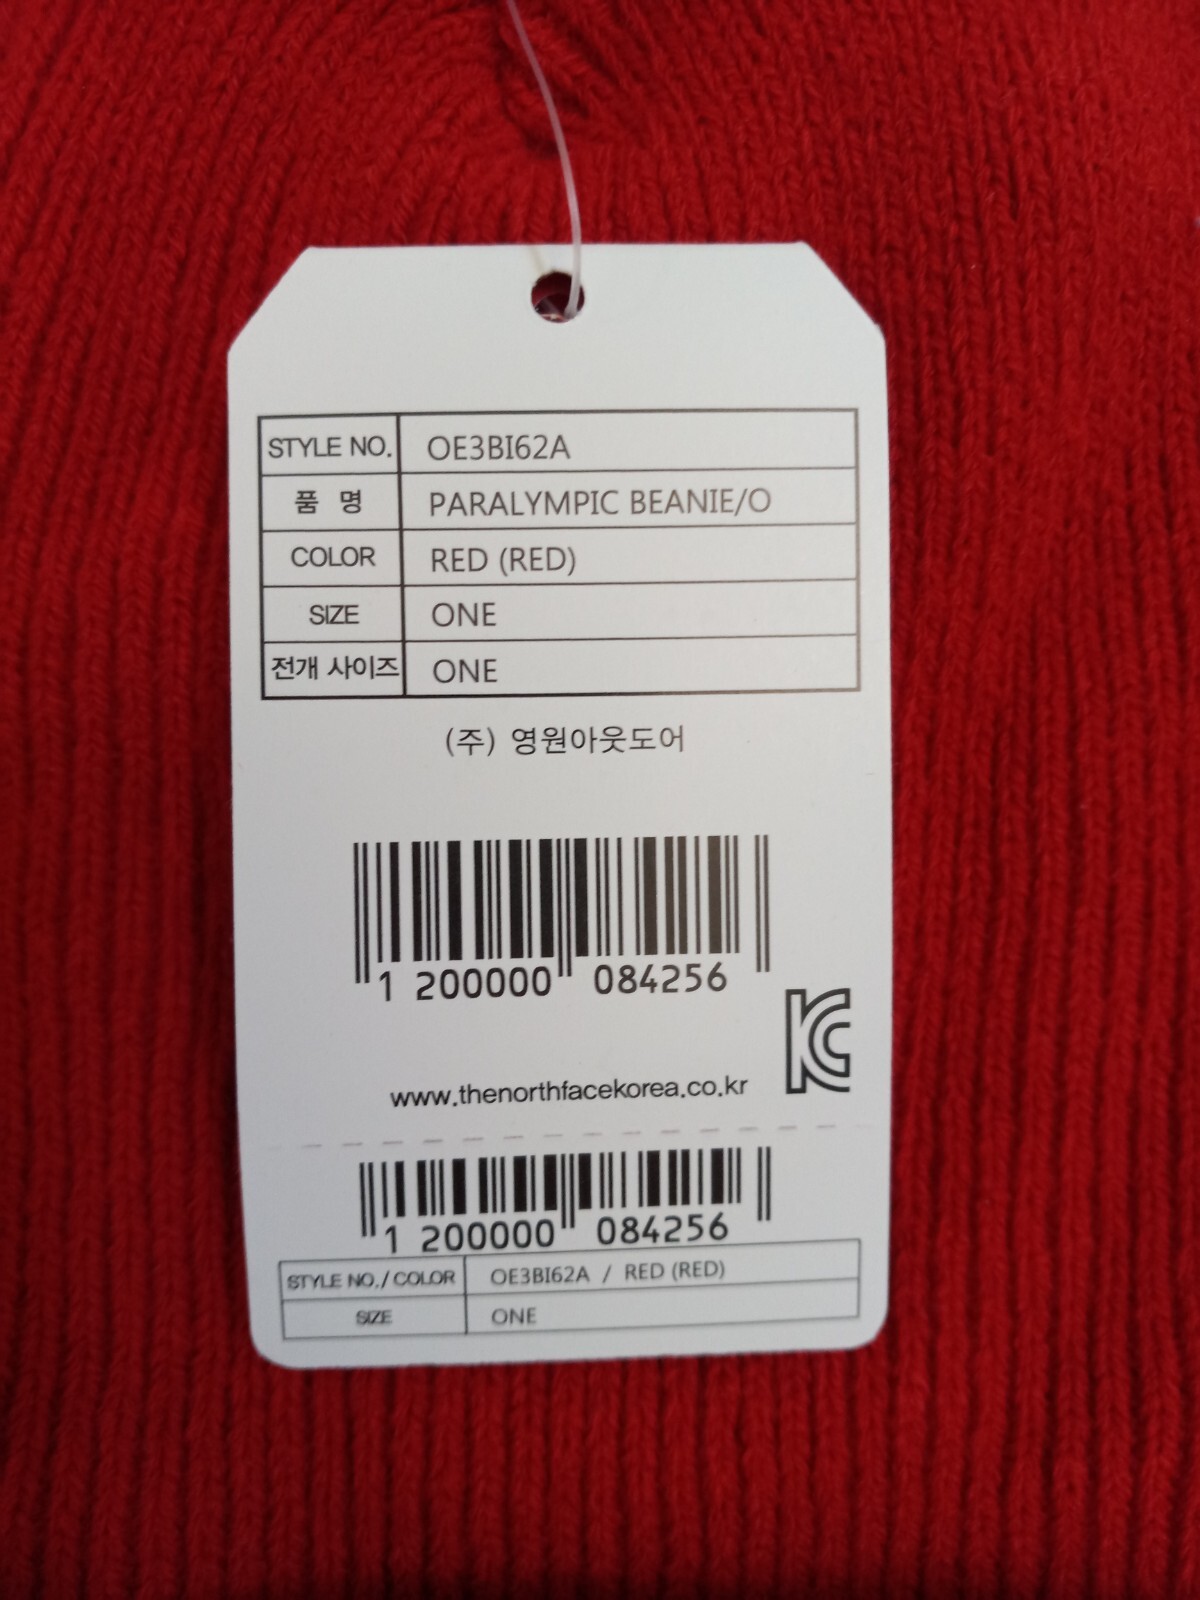 STYLE NO. OE3BI62A
품 명 PARALYMPIC BEANIE/O
COLOR RED (RED)
SIZE ONE
전개 사이즈 ONE
(주) 영원아웃도어
1 200000 084256
KC
www.thenorthfacekorea.co.kr
1 200000 084256
STYLE NO./COLOR OE3BI62A / RED (RED)
SIZE ONE